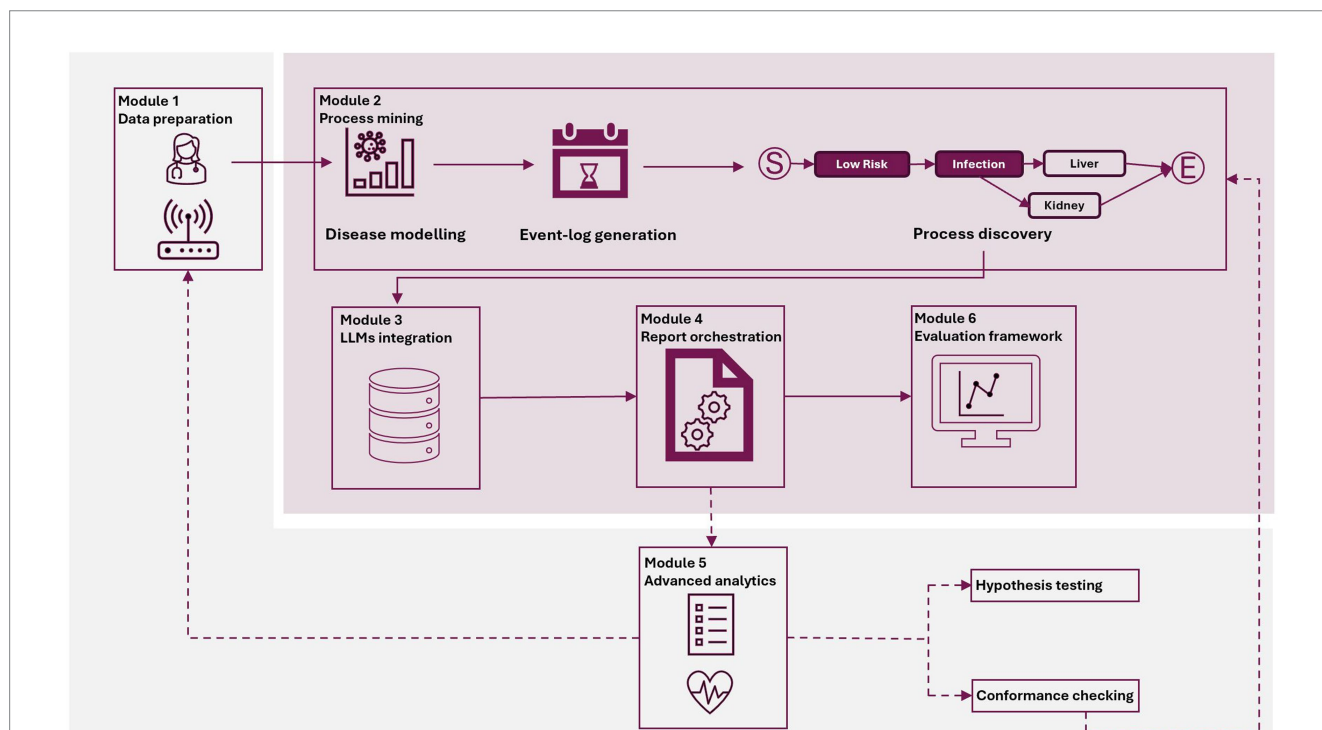 Module 1
Data preparation
Module 2
Process mining
S
Low Risk
Infection
Liver
Kidney
E
Disease modelling
Event-log generation
Process discovery
Module 3
LLMs integration
Module 4
Report orchestration
Module 6
Evaluation framework
Module 5
Advanced analytics
Hypothesis testing
Conformance checking